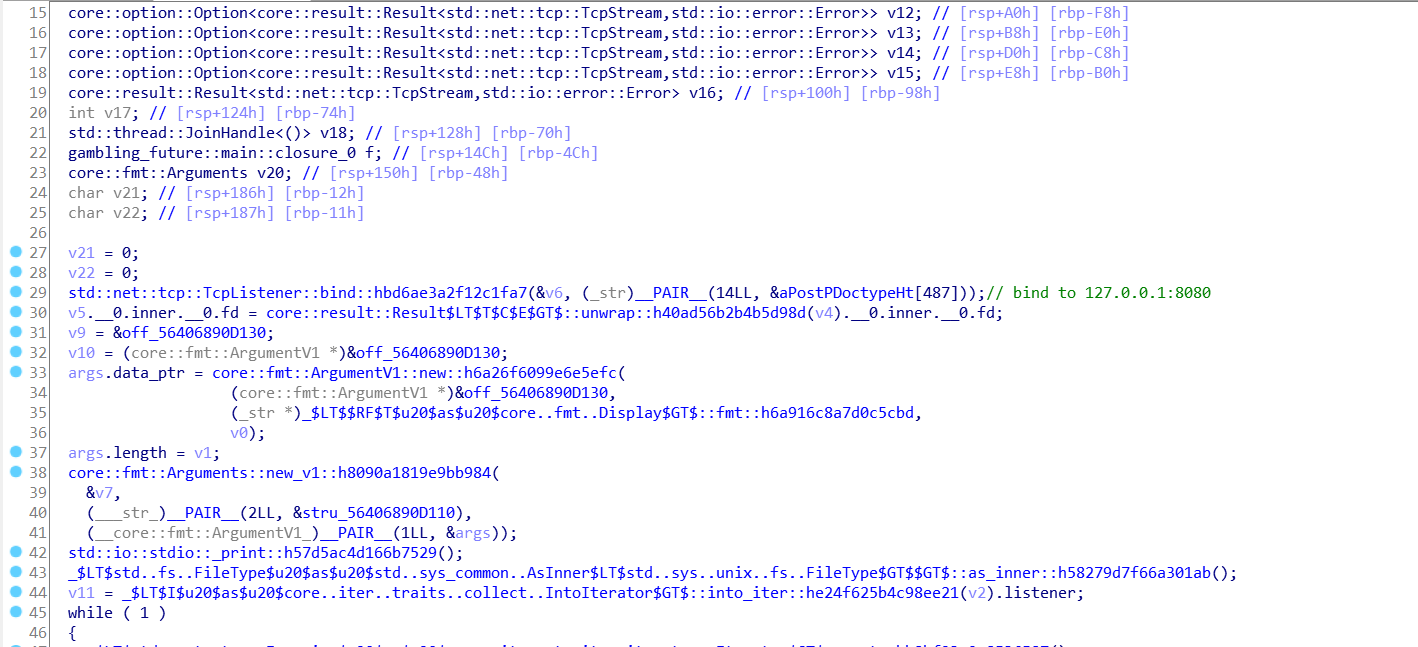 15 core::option::Option<core::result::Result<std::net::tcp::TcpStream,std::io::error::Error>> v12; // [rsp+A0h] [rbp-F8h]
16 core::option::Option<core::result::Result<std::net::tcp::TcpStream,std::io::error::Error>> v13; // [rsp+B8h] [rbp-E0h]
17 core::option::Option<core::result::Result<std::net::tcp::TcpStream,std::io::error::Error>> v14; // [rsp+D0h] [rbp-C8h]
18 core::option::Option<core::result::Result<std::net::tcp::TcpStream,std::io::error::Error>> v15; // [rsp+E8h] [rbp-B0h]
19 core::result::Result<std::net::tcp::TcpStream,std::io::error::Error> v16; // [rsp+100h] [rbp-98h]
20 int v17; // [rsp+124h] [rbp-74h]
21 std::thread::JoinHandle<()> v18; // [rsp+128h] [rbp-70h]
22 gambling_future::main::closure_0 f; // [rsp+14Ch] [rbp-4Ch]
23 core::fmt::Arguments v20; // [rsp+150h] [rbp-48h]
24 char v21; // [rsp+186h] [rbp-12h]
25 char v22; // [rsp+187h] [rbp-11h]
26
27 v21 = 0;
28 v22 = 0;
29 std::net::tcp::TcpListener::bind::hbd6ae3a2f12c1fa7(&v6, (_str)__PAIR__(14LL, &aPostPDoctypeHt[487]));// bind to 127.0.0.1:8080
30 v5.__0.inner.__0.fd = core::result::Result$LT$T$C$E$GT$::unwrap::h40ad56b2b4b5d98d(v4).__0.inner.__0.fd;
31 v9 = &off_56406890D130;
32 v10 = (core::fmt::ArgumentV1 *)&off_56406890D130;
33 args.data_ptr = core::fmt::ArgumentV1::new::h6a26f6099e6e5efc(
34 (core::fmt::ArgumentV1 *)&off_56406890D130,
35 (_str *)_$LT$$RF$T$u20$as$u20$core..fmt..Display$GT$::fmt::h6a916c8a7d0c5cbd,
36 v0);
37 args.length = v1;
38 core::fmt::Arguments::new_v1::h8090a1819e9bb984(
39 &v7,
40 (___str_)__PAIR__(2LL, &stru_56406890D110),
41 (__core::fmt::ArgumentV1_)__PAIR__(1LL, &args));
42 std::io::stdio::_print::h57d5ac4d166b7529();
43 _$LT$std..fs..FileType$u20$as$u20$std..sys_common..AsInner$LT$std..sys..unix..fs..FileType$GT$$GT$::as_inner::h58279d7f66a301ab();
44 v11 = _$LT$I$u20$as$u20$core..iter..traits..collect..IntoIterator$GT$::into_iter::he24f625b4c98ee21(v2).listener;
45 while ( 1 )
46 {